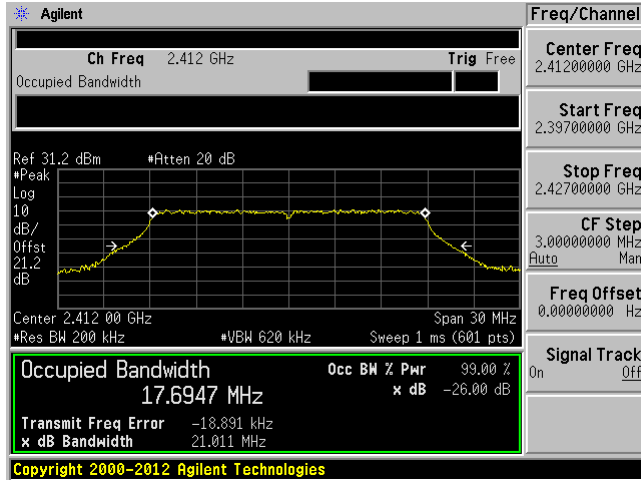 Agilent
Freq/Channel
Ch Freq 2.412 GHz Trig Free
Occupied Bandwidth
Center Freq
2.41200000 GHz
Start Freq
2.39700000 GHz
Stop Freq
2.42700000 GHz
CF Step
3.00000000 MHz
Auto Man
Freq Offset
0.00000000 Hz
Signal Track
On Off
Ref 31.2 dBm #Atten 20 dB
#Peak
Log
10
dB/
Offst
21.2
dB
Center 2.412 00 GHz Span 30 MHz
#Res BW 200 kHz #VBW 620 kHz Sweep 1 ms (601 pts)
Occupied Bandwidth Occ BW % Pwr 99.00 %
17.6947 MHz x dB -26.00 dB
Transmit Freq Error -18.891 kHz
x dB Bandwidth 21.011 MHz
Copyright 2000-2012 Agilent Technologies